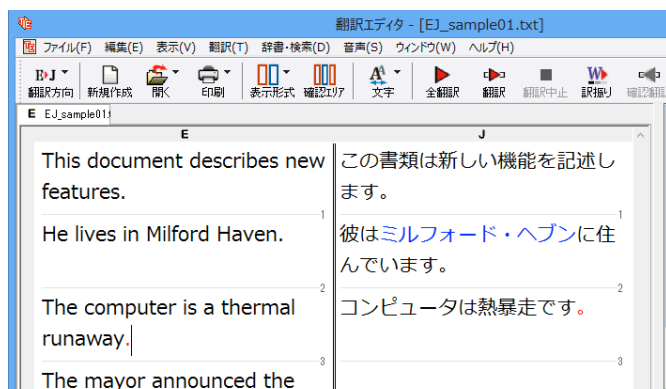 翻訳エディタ - [EJ_sample01.txt]
ファイル(F) 編集(E) 表示(V) 翻訳(T) 辞書・検索(D) 音声(S) ウィンドウ(W) ヘルプ(H)
E›J
翻訳方向 新規作成 開く 印刷 表示形式 確認エリア 文字 全翻訳 翻訳 翻訳中止 訳振り 確認翻訳
E EJ_sample01.t
E J
This document describes new
features.
1
この書類は新しい機能を記述し
ます。
1
He lives in Milford Haven.
2
彼はミルフォード・ヘブンに住
んでいます。
2
The computer is a thermal
runaway.
3
コンピュータは熱暴走です。
3
The mayor announced the